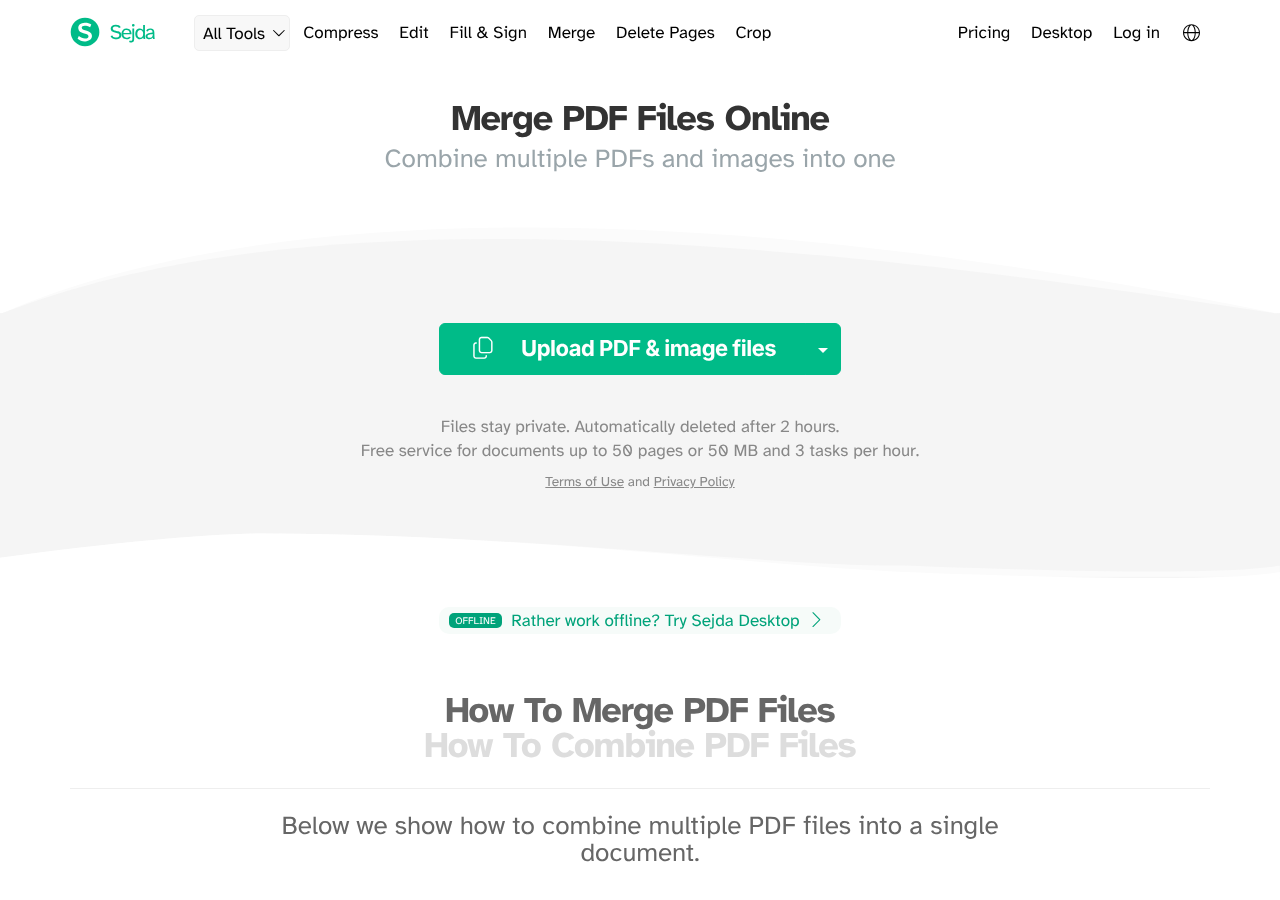 S Sejda
All Tools Compress Edit Fill & Sign Merge Delete Pages Crop Pricing Desktop Log in
Merge PDF Files Online
Combine multiple PDFs and images into one
Upload PDF & image files
Files stay private. Automatically deleted after 2 hours.
Free service for documents up to 50 pages or 50 MB and 3 tasks per hour.
Terms of Use and Privacy Policy
OFFLINE Rather work offline? Try Sejda Desktop
How To Merge PDF Files
How To Combine PDF Files
Below we show how to combine multiple PDF files into a single
document.